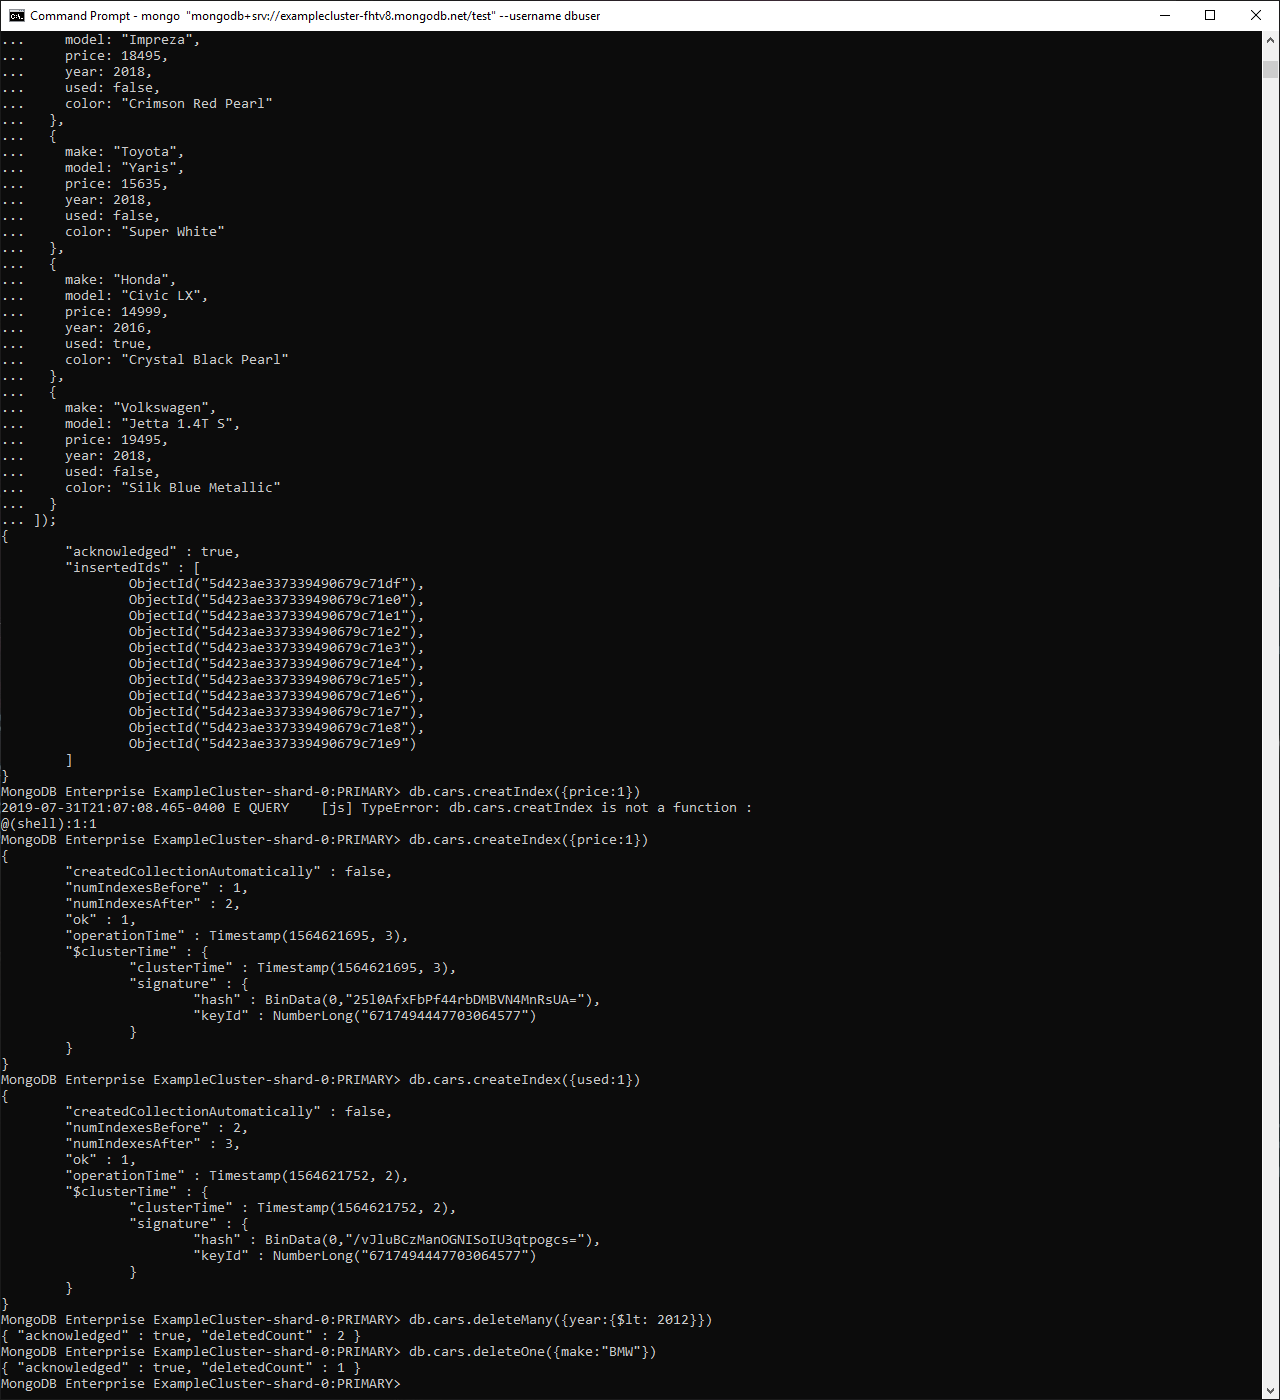 Command Prompt - mongo "mongodb+srv://examplecluster-fhtv8.mongodb.net/test" --username dbuser
...     model: "Impreza",
...     price: 18495,
...     year: 2018,
...     used: false,
...     color: "Crimson Red Pearl"
...   },
...   {
...     make: "Toyota",
...     model: "Yaris",
...     price: 15635,
...     year: 2018,
...     used: false,
...     color: "Super White"
...   },
...   {
...     make: "Honda",
...     model: "Civic LX",
...     price: 14999,
...     year: 2016,
...     used: true,
...     color: "Crystal Black Pearl"
...   },
...   {
...     make: "Volkswagen",
...     model: "Jetta 1.4T S",
...     price: 19495,
...     year: 2018,
...     used: false,
...     color: "Silk Blue Metallic"
...   }
... ]);
{
        "acknowledged" : true,
        "insertedIds" : [
                ObjectId("5d423ae337339490679c71df"),
                ObjectId("5d423ae337339490679c71e0"),
                ObjectId("5d423ae337339490679c71e1"),
                ObjectId("5d423ae337339490679c71e2"),
                ObjectId("5d423ae337339490679c71e3"),
                ObjectId("5d423ae337339490679c71e4"),
                ObjectId("5d423ae337339490679c71e5"),
                ObjectId("5d423ae337339490679c71e6"),
                ObjectId("5d423ae337339490679c71e7"),
                ObjectId("5d423ae337339490679c71e8"),
                ObjectId("5d423ae337339490679c71e9")
        ]
}
MongoDB Enterprise ExampleCluster-shard-0:PRIMARY> db.cars.creatIndex({price:1})
2019-07-31T21:07:08.465-0400 E QUERY    [js] TypeError: db.cars.creatIndex is not a function :
@(shell):1:1
MongoDB Enterprise ExampleCluster-shard-0:PRIMARY> db.cars.createIndex({price:1})
{
        "createdCollectionAutomatically" : false,
        "numIndexesBefore" : 1,
        "numIndexesAfter" : 2,
        "ok" : 1,
        "operationTime" : Timestamp(1564621695, 3),
        "$clusterTime" : {
                "clusterTime" : Timestamp(1564621695, 3),
                "signature" : {
                        "hash" : BinData(0,"25l0AfxFbPf44rbDMBVN4MnRsUA="),
                        "keyId" : NumberLong("6717494447703064577")
                }
        }
}
MongoDB Enterprise ExampleCluster-shard-0:PRIMARY> db.cars.createIndex({used:1})
{
        "createdCollectionAutomatically" : false,
        "numIndexesBefore" : 2,
        "numIndexesAfter" : 3,
        "ok" : 1,
        "operationTime" : Timestamp(1564621752, 2),
        "$clusterTime" : {
                "clusterTime" : Timestamp(1564621752, 2),
                "signature" : {
                        "hash" : BinData(0,"/vJluBCzManOGNISoIU3qtpogcs="),
                        "keyId" : NumberLong("6717494447703064577")
                }
        }
}
MongoDB Enterprise ExampleCluster-shard-0:PRIMARY> db.cars.deleteMany({year:{$lt: 2012}})
{ "acknowledged" : true, "deletedCount" : 2 }
MongoDB Enterprise ExampleCluster-shard-0:PRIMARY> db.cars.deleteOne({make:"BMW"})
{ "acknowledged" : true, "deletedCount" : 1 }
MongoDB Enterprise ExampleCluster-shard-0:PRIMARY>